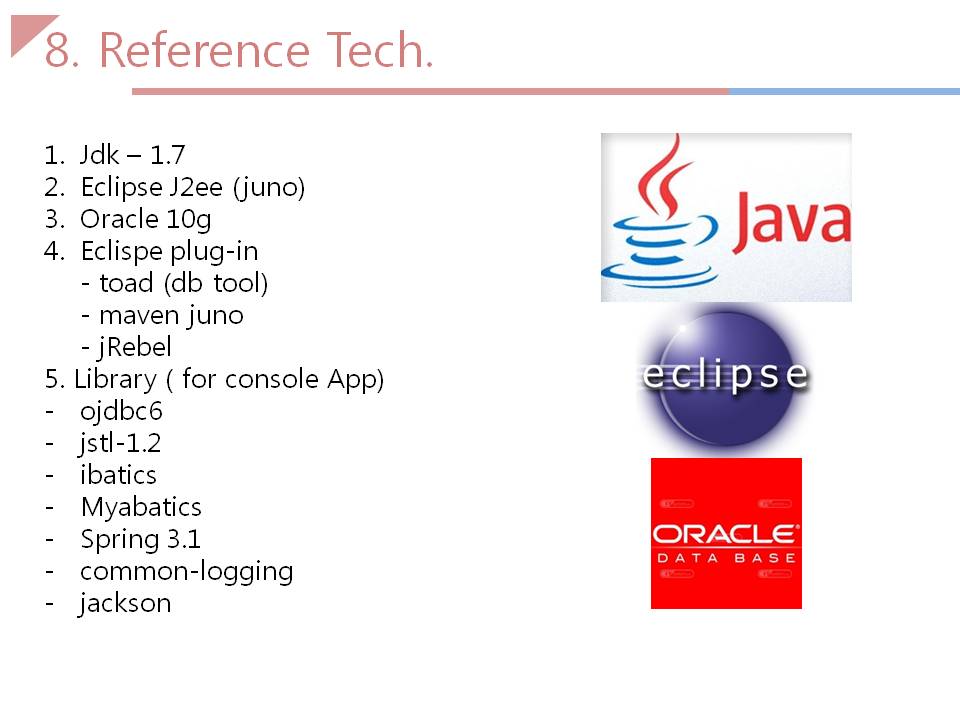 8. Reference Tech.
1. Jdk – 1.7
2. Eclipse J2ee (juno)
3. Oracle 10g
4. Eclispe plug-in
- toad (db tool)
- maven juno
- jRebel
5. Library ( for console App)
- ojdbc6
- jstl-1.2
- ibatics
- Myabatics
- Spring 3.1
- common-logging
- jackson
Java
eclipse
ORACLE
DATA BASE